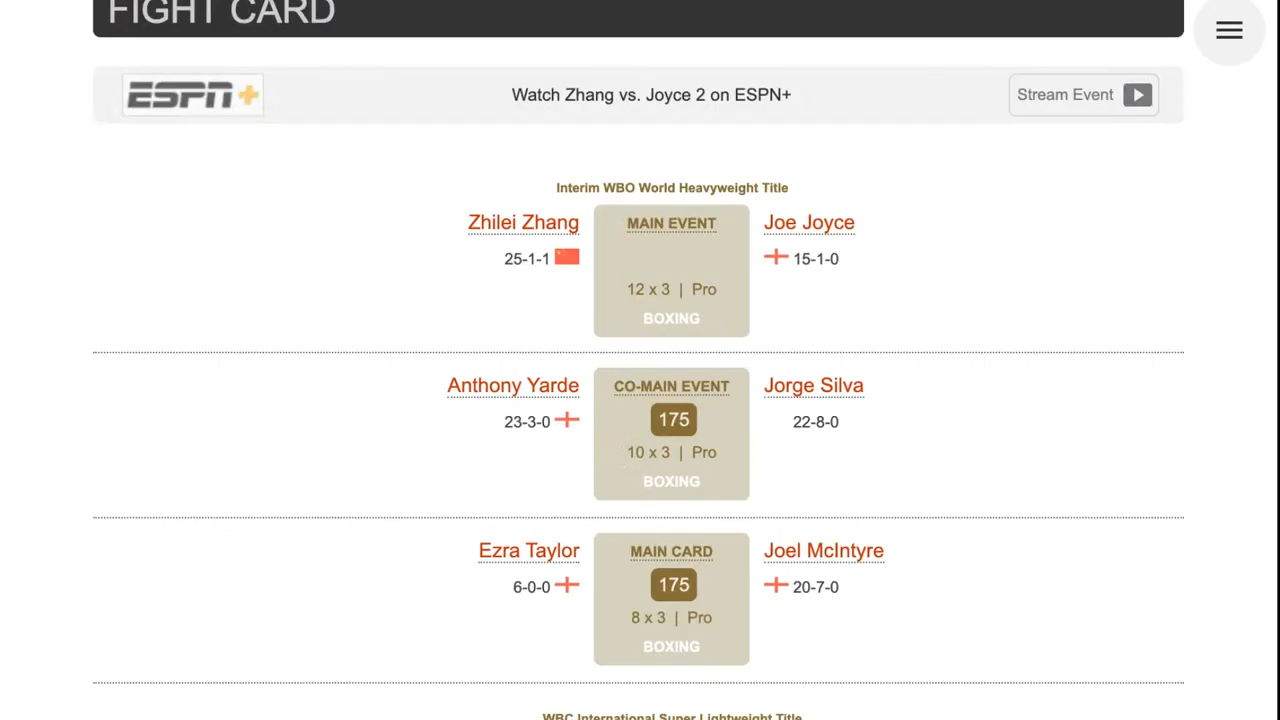 FIGHT CARD
ESPN+
Watch Zhang vs. Joyce 2 on ESPN+
Stream Event
Interim WBO World Heavyweight Title
Zhilei Zhang
MAIN EVENT
Joe Joyce
25-1-1
15-1-0
12 x 3 | Pro
BOXING
Anthony Yarde
CO-MAIN EVENT
Jorge Silva
23-3-0
175
22-8-0
10 x 3 | Pro
BOXING
Ezra Taylor
MAIN CARD
Joel McIntyre
6-0-0
175
20-7-0
8 x 3 | Pro
BOXING
WBC International Super Lightweight Title